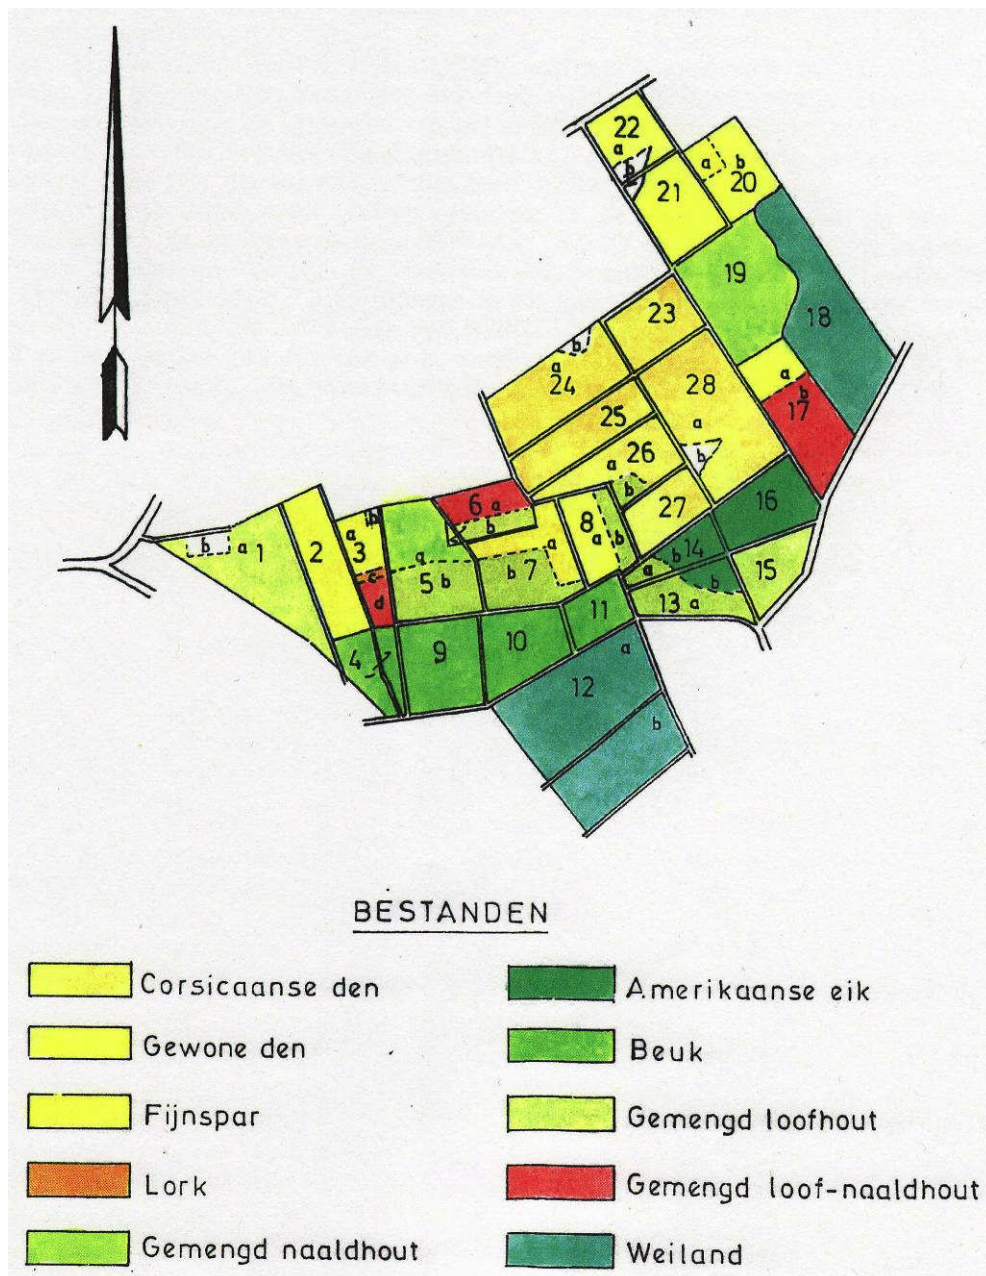 22
a
b
a
b
20
21
19
18
23
b
a
24
28
a
b
17
25
a
26
b
a
b
27
16
6 a
b
b
a
3
8
a
b
b
a
1
2
a
c
d
5 b
b 7
a
b
14
a
b
15
13 a
11
4
9
10
a
12
b
BESTANDEN
Corsicaanse den
Amerikaanse eik
Gewone den
Beuk
Fijnspar
Gemengd loofhout
Lork
Gemengd loof-naaldhout
Gemengd naaldhout
Weiland